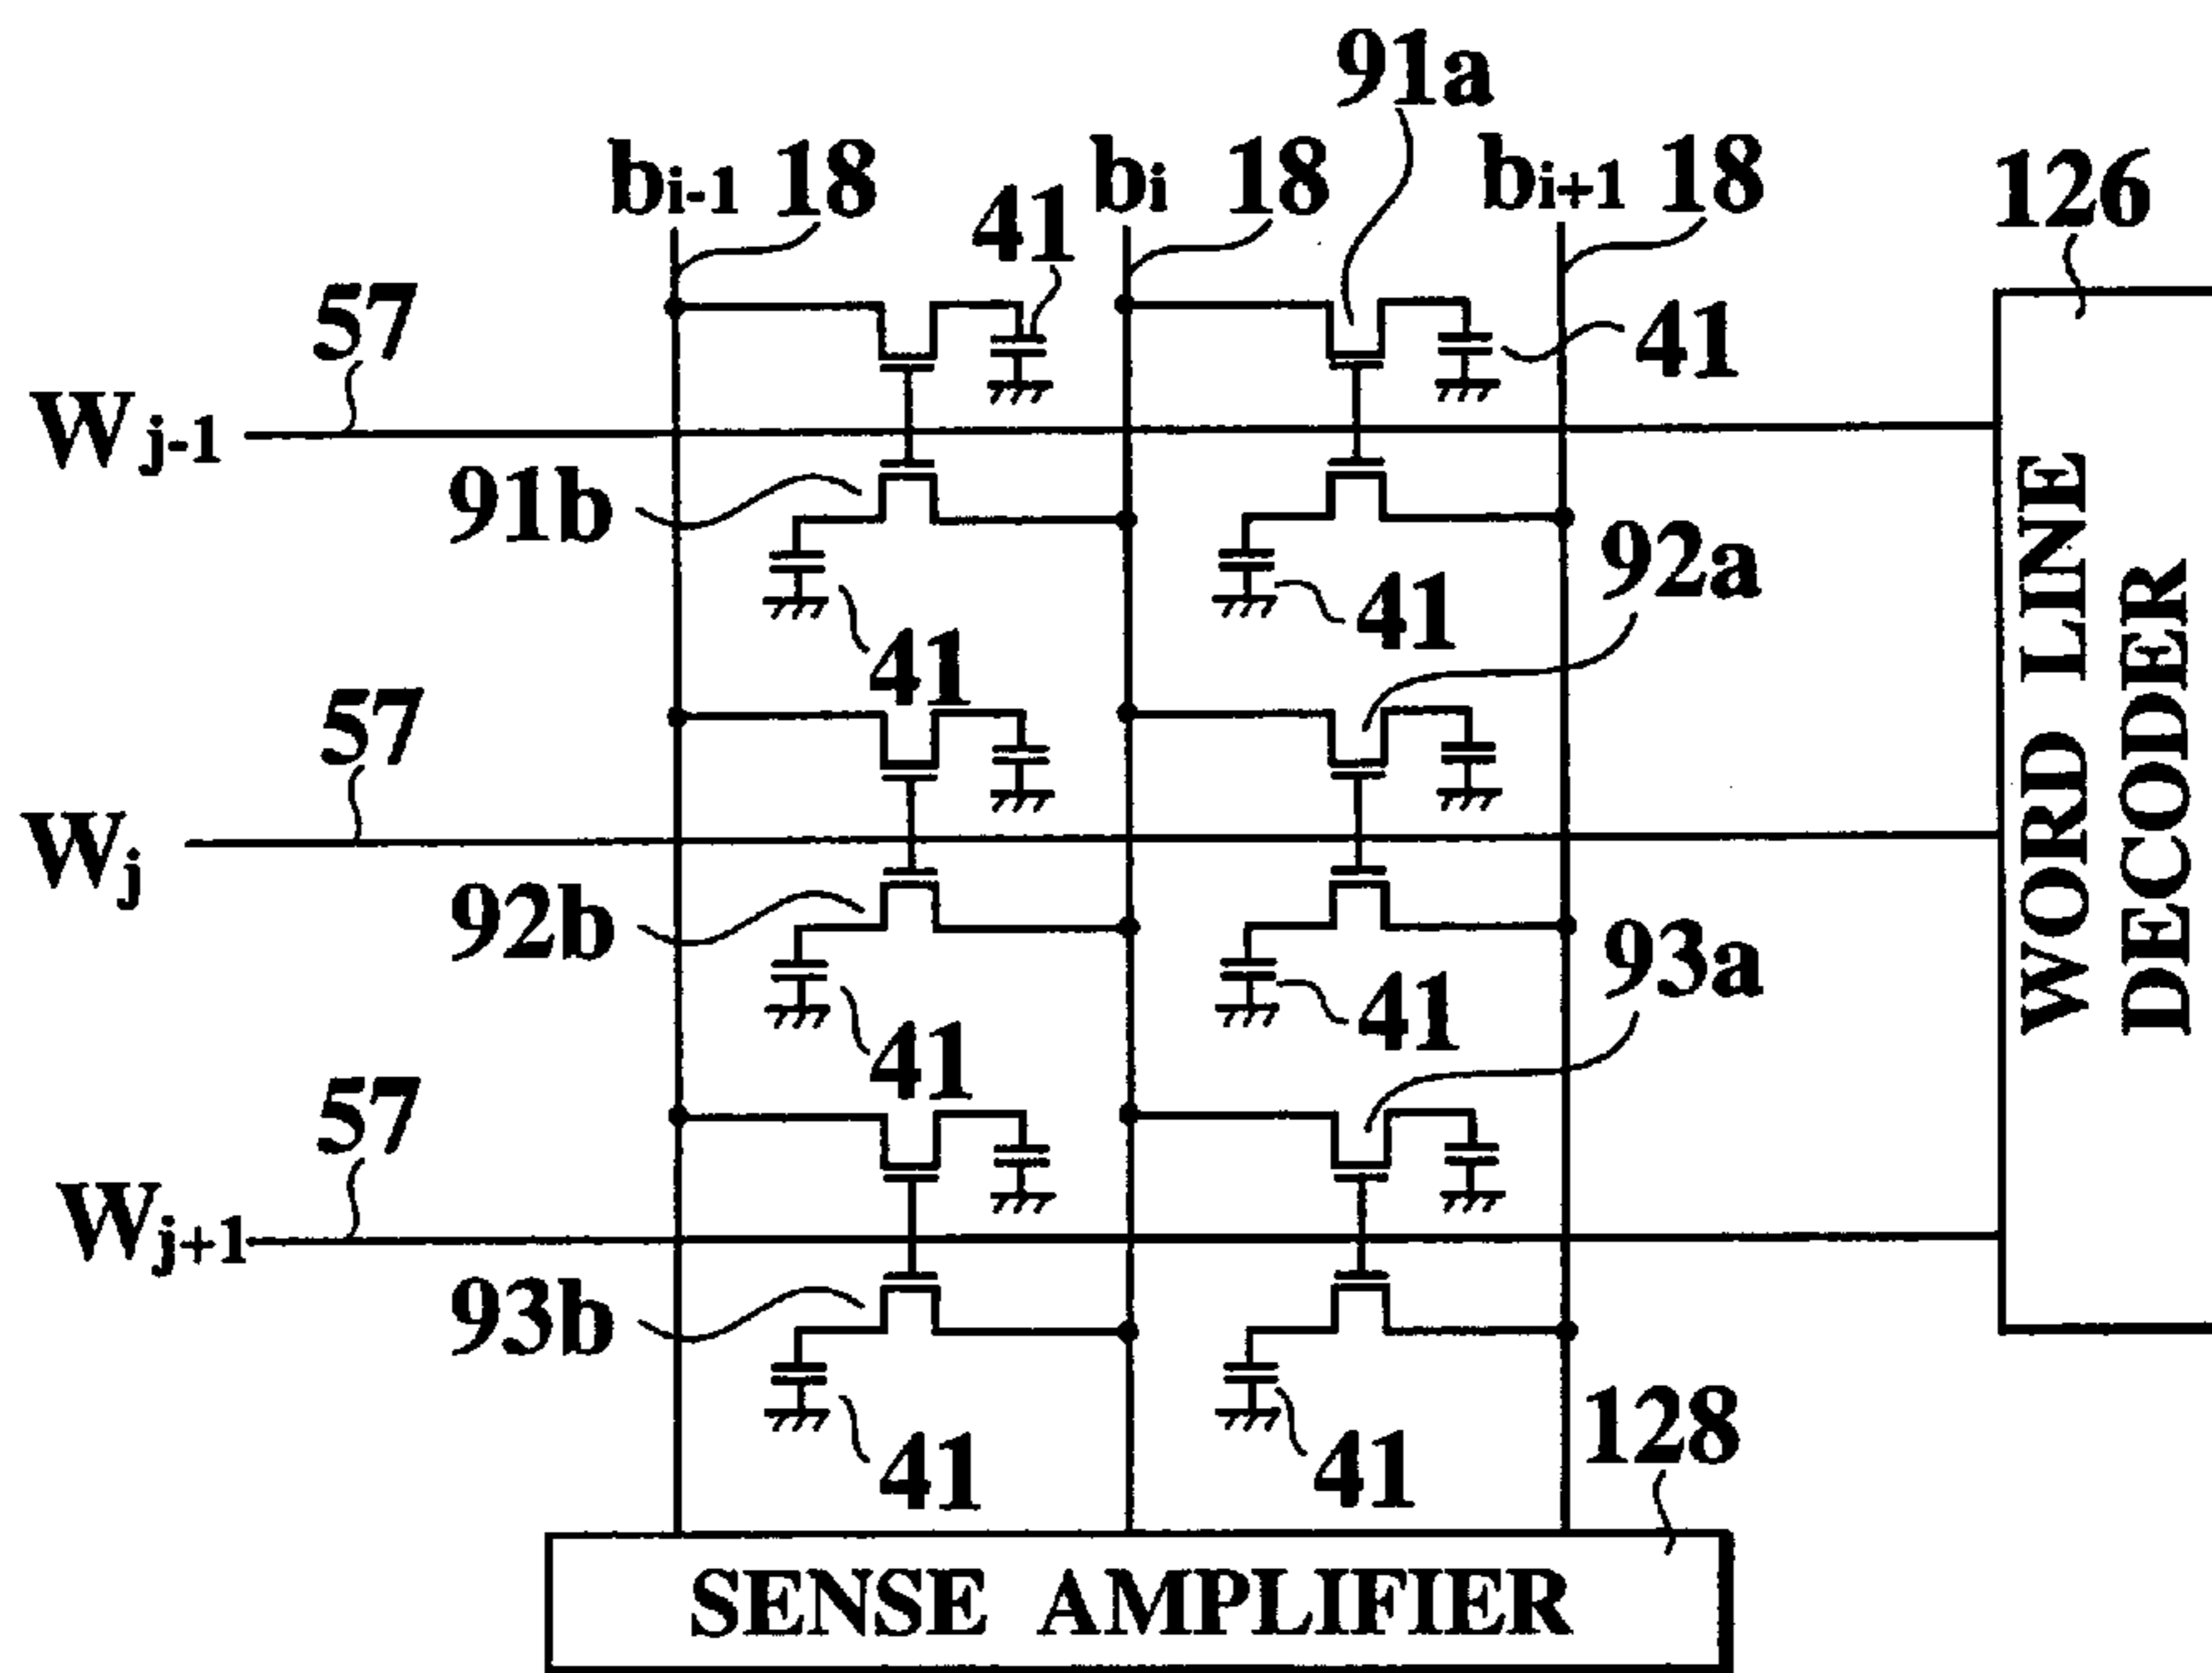 91a
bi-1 18 bi 18 bi+1 18 126
41
57 41
Wj-1
91b
92a
41
41
57
Wj
92b
93a
41
41
57
Wj+1
93b
128
41
41
WORD LINE
DECODER
SENSE AMPLIFIER